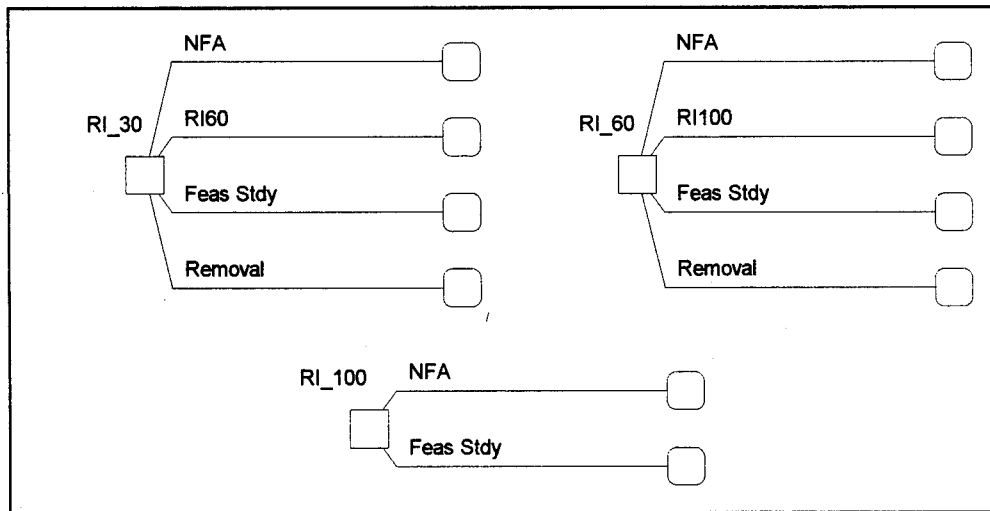 NFA
RI_30
RI60
Feas Stdy
Removal
NFA
RI_60
RI100
Feas Stdy
Removal
RI_100
NFA
Feas Stdy